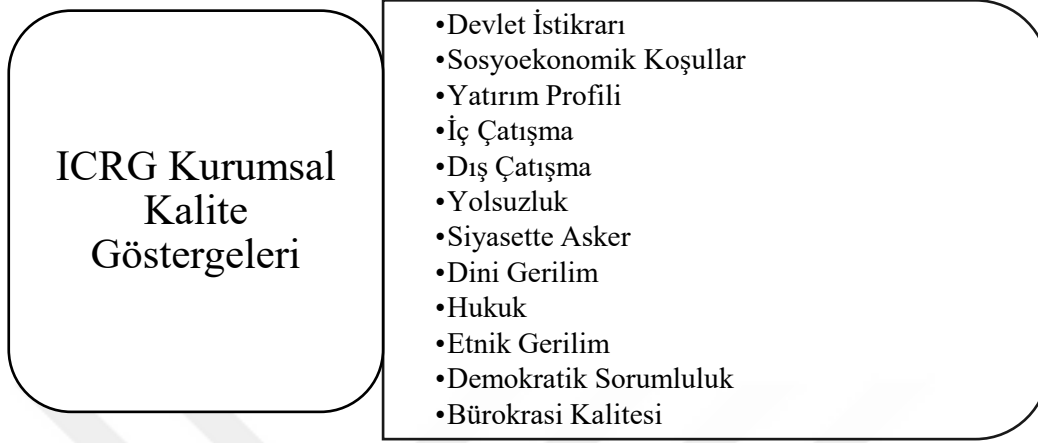 ICRG Kurumsal
Kalite
Göstergeleri
•Devlet İstikrarı
•Sosyoekonomik Koşullar
•Yatırım Profili
•İç Çatışma
•Dış Çatışma
•Yolsuzluk
•Siyasette Asker
•Dini Gerilim
•Hukuk
•Etnik Gerilim
•Demokratik Sorumluluk
•Bürokrasi Kalitesi